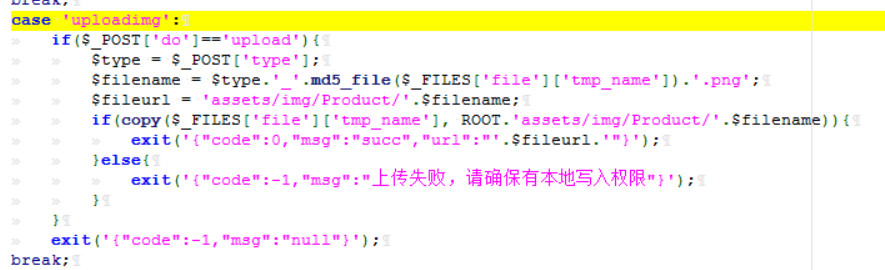 break;
case 'uploadimg':
if($_POST['do']=='upload'){
$type = $_POST['type'];
$filename = $type.'_'.md5_file($_FILES['file']['tmp_name']).'.png';
$fileurl = 'assets/img/Product/'.$filename;
if(copy($_FILES['file']['tmp_name'], ROOT.'assets/img/Product/'.$filename)){
exit('{"code":0,"msg":"succ","url":"'.$fileurl.'"}');
}else{
exit('{"code":-1,"msg":"上传失败，请确保有本地写入权限"}');
}
}
exit('{"code":-1,"msg":"null"}');
break;